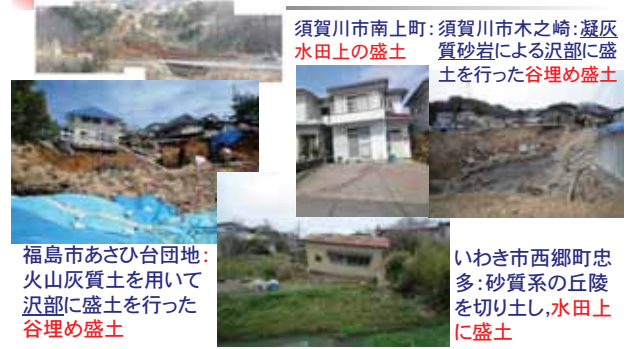 須賀川市南上町:
水田上の盛土
須賀川市木之崎:凝灰
質砂岩による沢部に盛
土を行った谷埋め盛土
福島市あさひ台団地:
火山灰質土を用いて
沢部に盛土を行った
谷埋め盛土
いわき市西郷町忠
多:砂質系の丘陵
を切り土し,水田上
に盛土